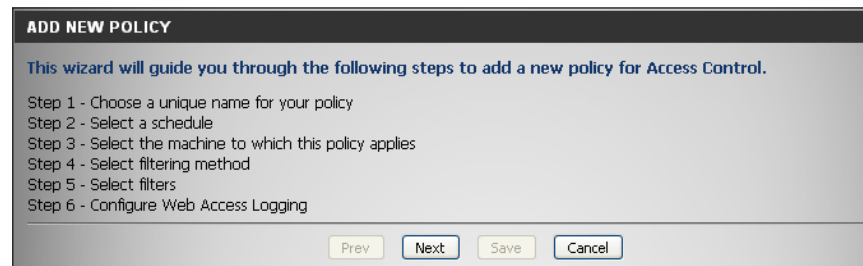 ADD NEW POLICY
This wizard will guide you through the following steps to add a new policy for Access Control.
Step 1 - Choose a unique name for your policy
Step 2 - Select a schedule
Step 3 - Select the machine to which this policy applies
Step 4 - Select filtering method
Step 5 - Select filters
Step 6 - Configure Web Access Logging
Prev Next Save Cancel